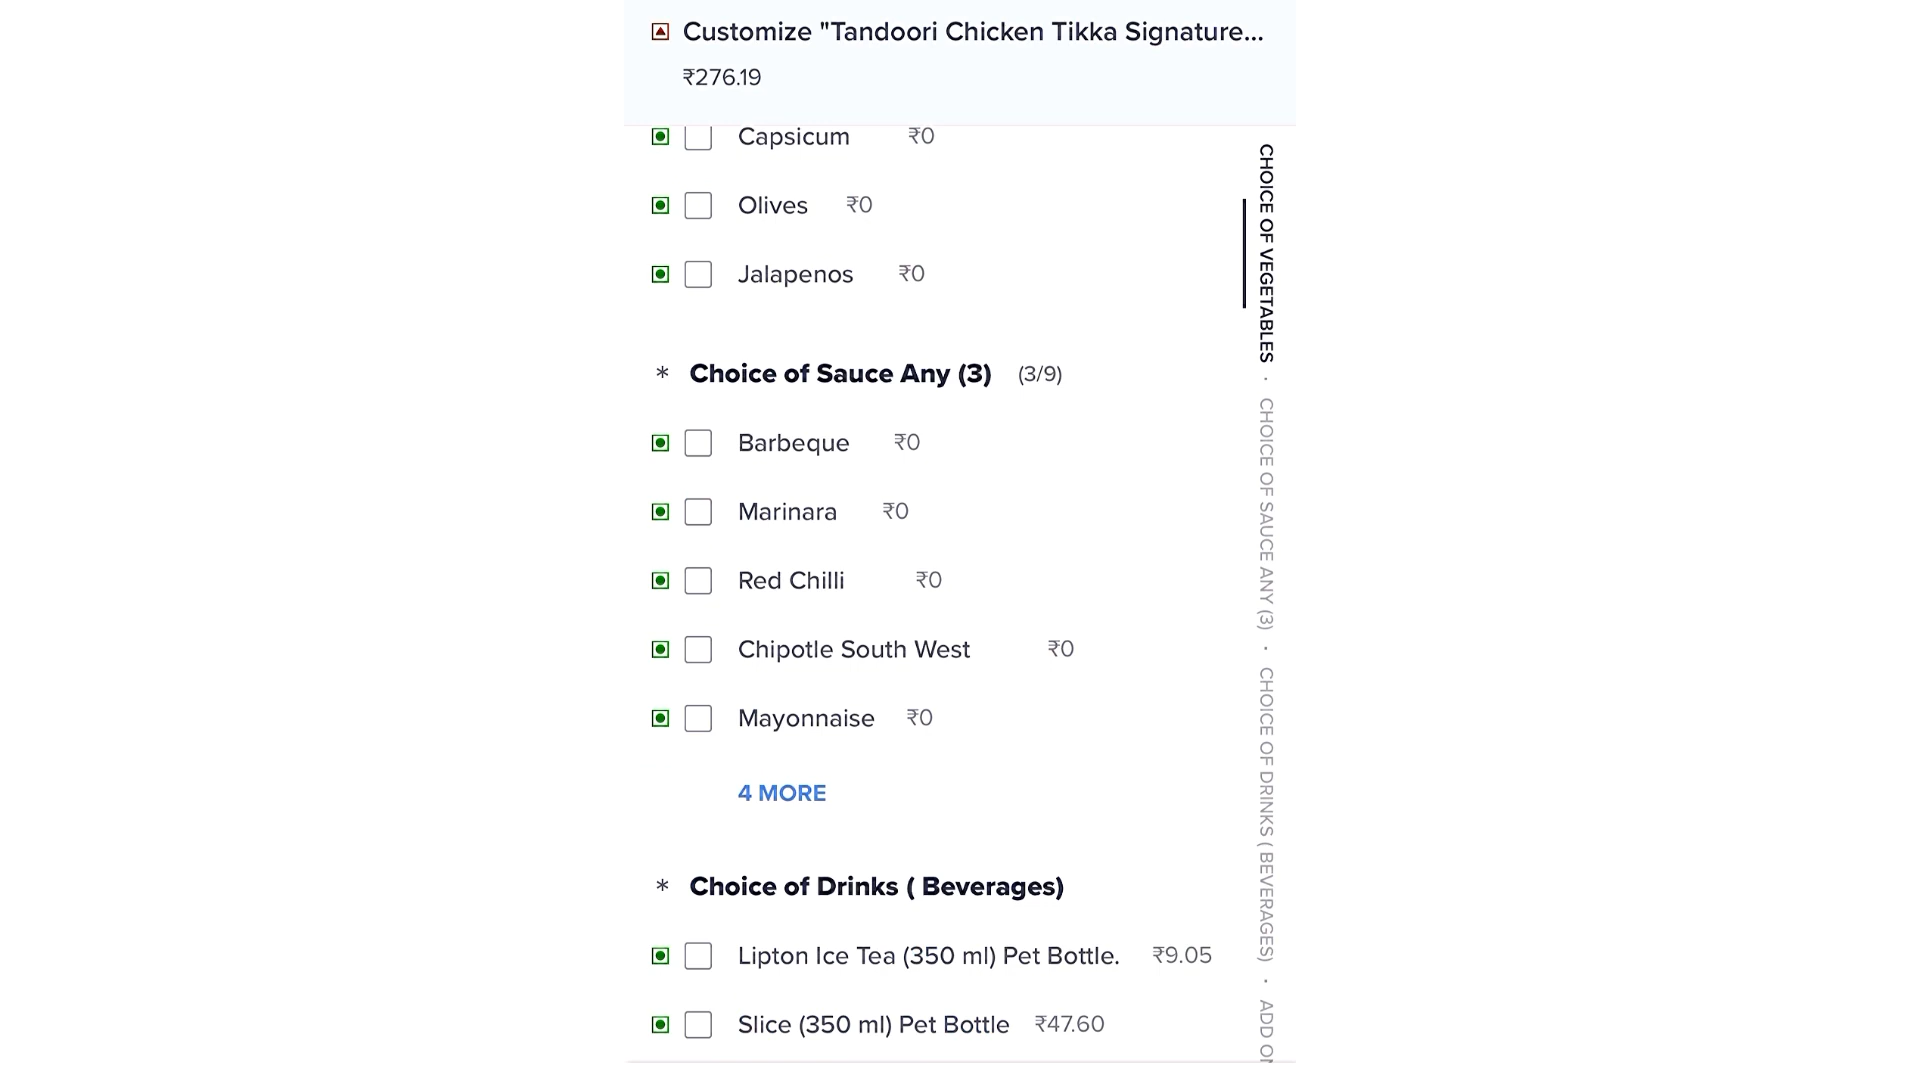 Customize "Tandoori Chicken Tikka Signature...
₹276.19
Capsicum ₹0
Olives ₹0
Jalapenos ₹0
* Choice of Sauce Any (3) (3/9)
Barbeque ₹0
Marinara ₹0
Red Chilli ₹0
Chipotle South West ₹0
Mayonnaise ₹0
4 MORE
* Choice of Drinks ( Beverages)
Lipton Ice Tea (350 ml) Pet Bottle. ₹9.05
Slice (350 ml) Pet Bottle ₹47.60
CHOICE OF VEGETABLES · CHOICE OF SAUCE ANY (3) · CHOICE OF DRINKS ( BEVERAGES) · ADD